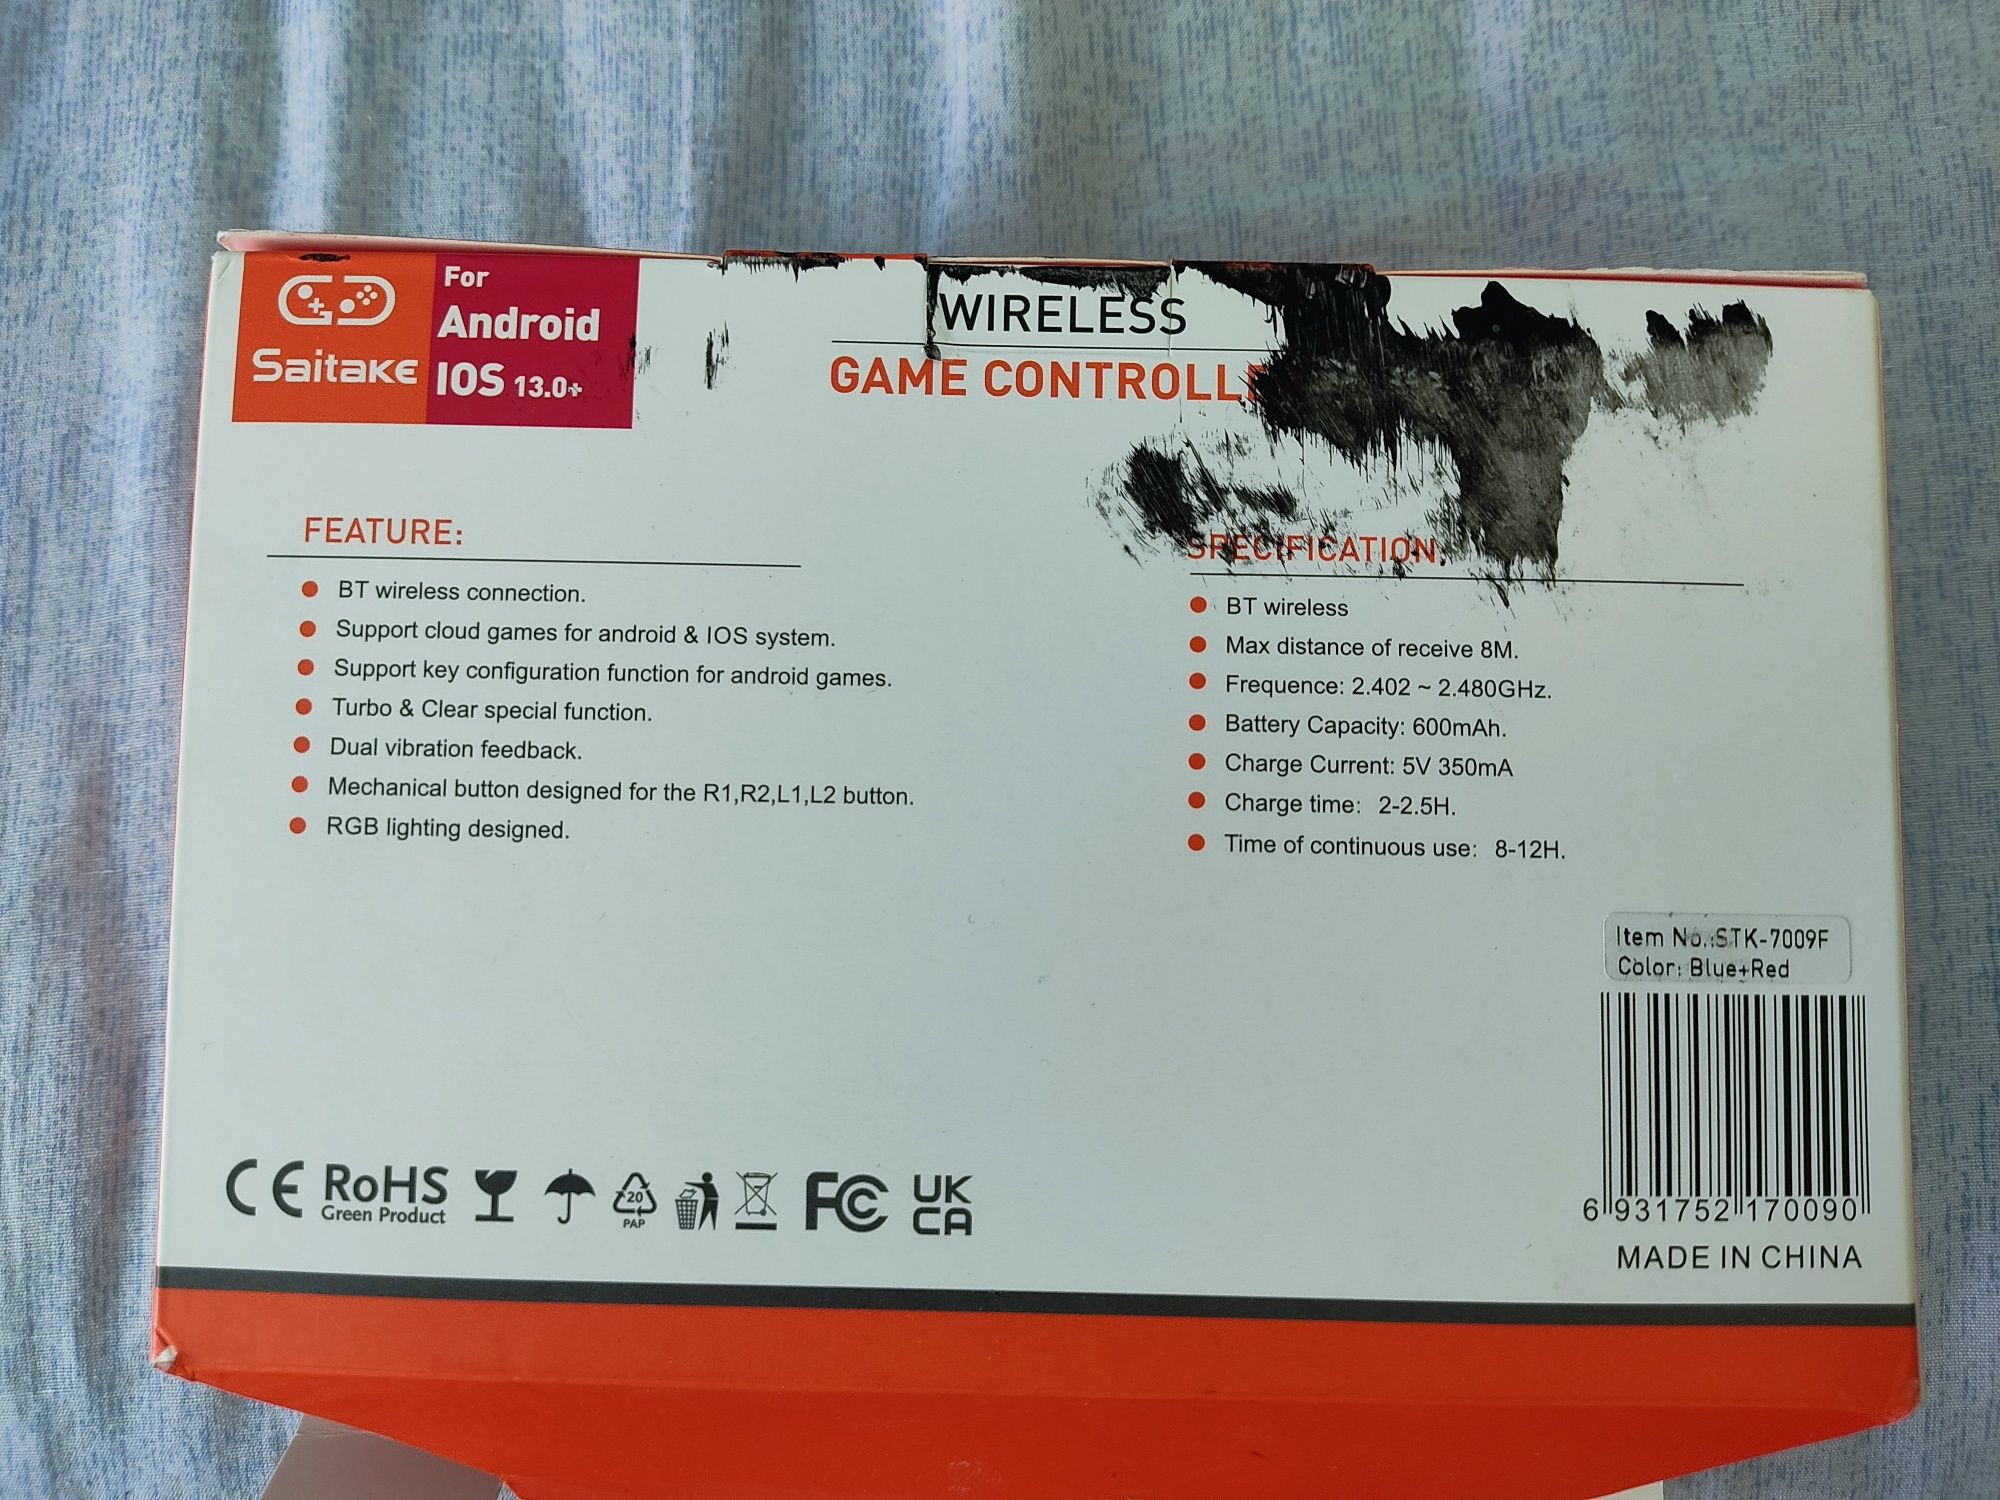 Saitake
For
Android
IOS 13.0+
WIRELESS
GAME CONTROLLE
FEATURE:
BT wireless connection.
Support cloud games for android & IOS system.
Support key configuration function for android games.
Turbo & Clear special function.
Dual vibration feedback.
Mechanical button designed for the R1,R2,L1,L2 button.
RGB lighting designed.
SPECIFICATION:
BT wireless
Max distance of receive 8M.
Frequence: 2.402 ~ 2.480GHz.
Battery Capacity: 600mAh.
Charge Current: 5V 350mA
Charge time: 2-2.5H.
Time of continuous use: 8-12H.
Item No.:STK-7009F
Color: Blue+Red
6 931752 170090
MADE IN CHINA
CE RoHS
Green Product
20
PAP
FC
UK
CA